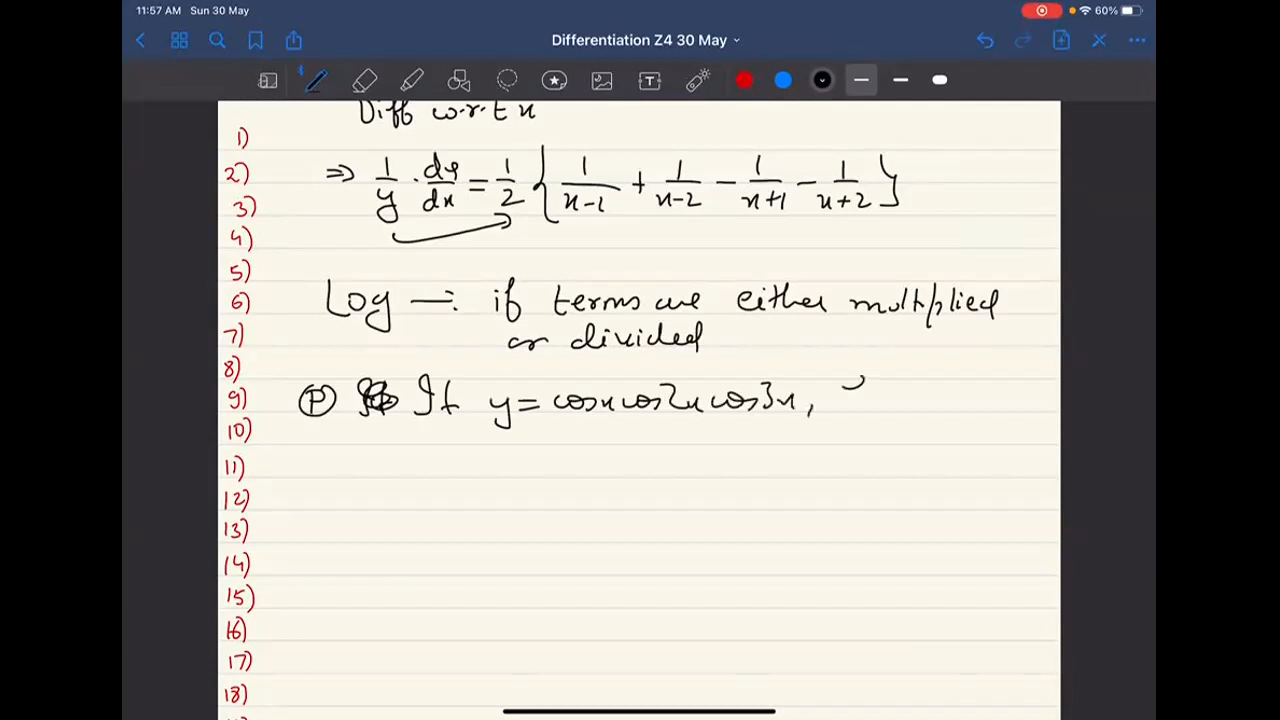 11:57 AM Sun 30 May 60%
Differentiation Z4 30 May
Diff w.r.t x
⇒ 1/y · dy/dx = 1/2 { 1/(x-1) + 1/(x-2) - 1/(x+1) - 1/(x+2) }
Log —: if terms are either multiplied
or divided
(P) If y = cosx cos2x cos3x,
1)
2)
3)
4)
5)
6)
7)
8)
9)
10)
11)
12)
13)
14)
15)
16)
17)
18)